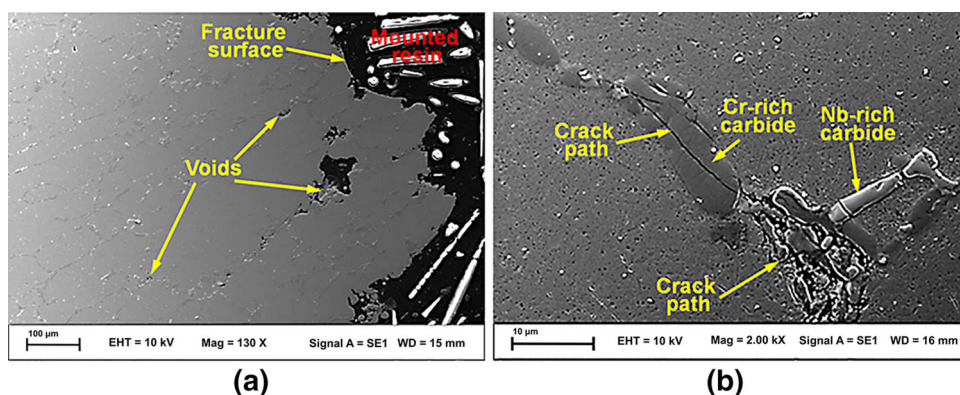 Fracture
surface
Mounted
resin
Voids
100 µm
EHT = 10 kV
Mag = 130 X
Signal A = SE1
WD = 15 mm
(a)
Crack
path
Cr-rich
carbide
Nb-rich
carbide
Crack
path
10 µm
EHT = 10 kV
Mag = 2.00 kX
Signal A = SE1
WD = 16 mm
(b)